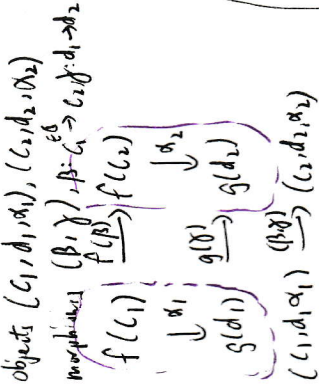 objects (c₁, d₁, α₁), (c₂, d₂, α₂)
morphisms (β, γ), β: c₁ → c₂, γ: d₁ → d₂
f(c₁) f(β) → f(c₂)
↓ α₁ ↓ α₂
g(d₁) g(γ) → g(d₂)
(c₁, d₁, α₁) (β, γ) → (c₂, d₂, α₂)